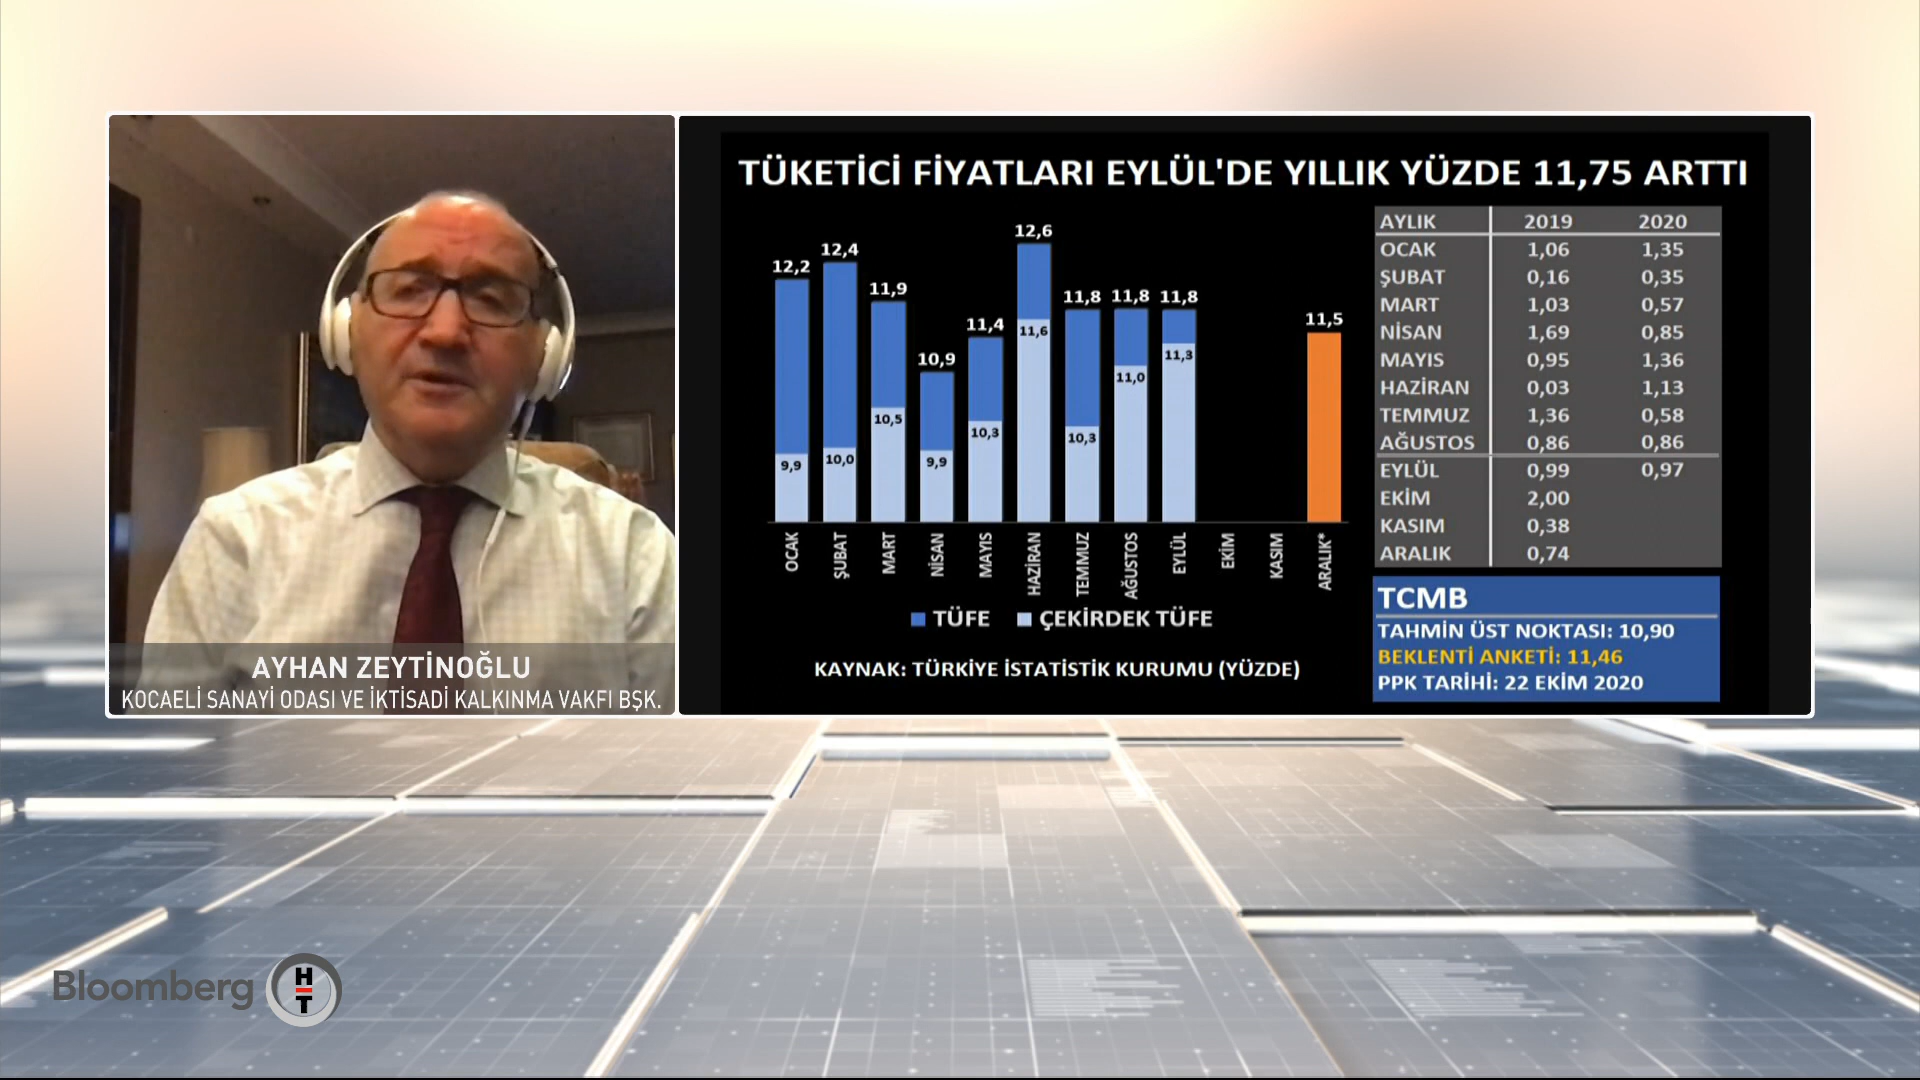 TÜKETİCİ FİYATLARI EYLÜL'DE YILLIK YÜZDE 11,75 ARTTI
12,2
12,4
11,9
10,9
11,4
12,6
11,8
11,8
11,8
11,5
9,9
10,0
10,5
9,9
10,3
11,6
10,3
11,0
11,3
OCAK
ŞUBAT
MART
NİSAN
MAYIS
HAZİRAN
TEMMUZ
AĞUSTOS
EYLÜL
EKİM
KASIM
ARALIK*
TÜFE ÇEKİRDEK TÜFE
KAYNAK: TÜRKİYE İSTATİSTİK KURUMU (YÜZDE)
AYLIK 2019 2020
OCAK 1,06 1,35
ŞUBAT 0,16 0,35
MART 1,03 0,57
NİSAN 1,69 0,85
MAYIS 0,95 1,36
HAZİRAN 0,03 1,13
TEMMUZ 1,36 0,58
AĞUSTOS 0,86 0,86
EYLÜL 0,99 0,97
EKİM 2,00
KASIM 0,38
ARALIK 0,74
TCMB
TAHMİN ÜST NOKTASI: 10,90
BEKLENTİ ANKETİ: 11,46
PPK TARİHİ: 22 EKİM 2020
AYHAN ZEYTİNOĞLU
KOCAELİ SANAYİ ODASI VE İKTİSADİ KALKINMA VAKFI BŞK.
Bloomberg HT